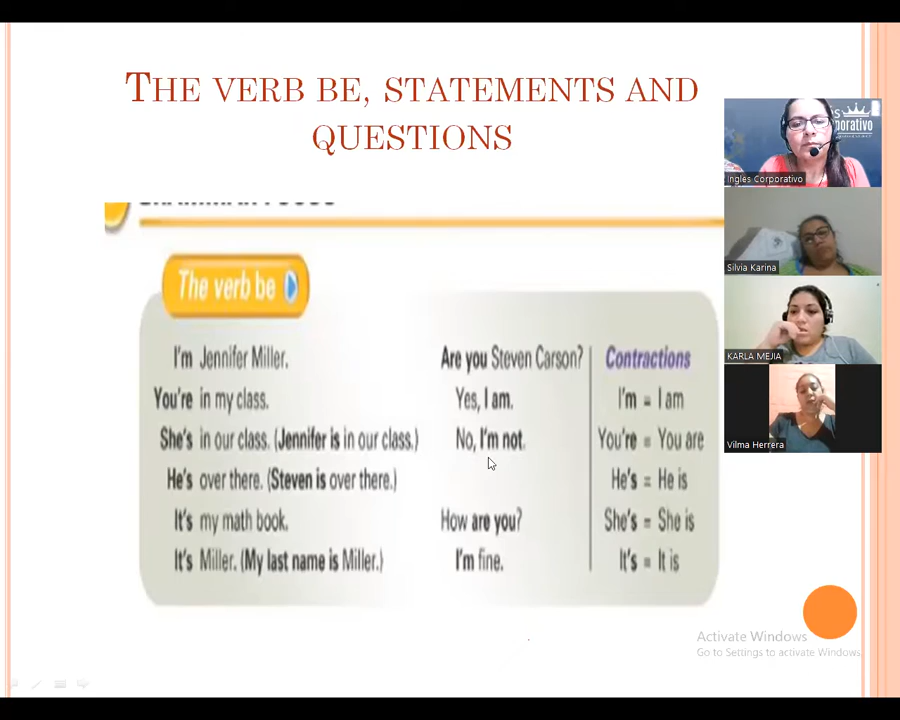 THE VERB BE, STATEMENTS AND
QUESTIONS
The verb be
I'm Jennifer Miller.
You're in my class.
She's in our class. (Jennifer is in our class.)
He's over there. (Steven is over there.)
It's my math book.
It's Miller. (My last name is Miller.)
Are you Steven Carson?
Yes, I am.
No, I'm not.
How are you?
I'm fine.
Contractions
I'm = I am
You're = You are
He's = He is
She's = She is
It's = It is
Ingles Corporativo
Silvia Karina
KARLA MEJIA
Vilma Herrera
Activate Windows
Go to Settings to activate Windows.